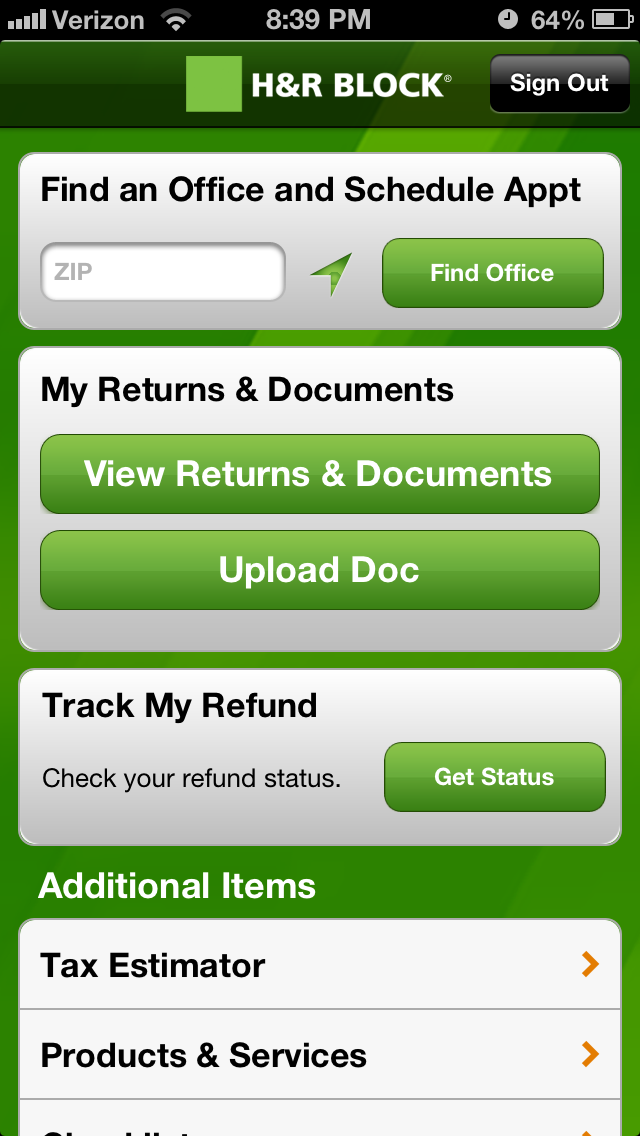 Verizon 8:39 PM 64%
H&R BLOCK® Sign Out
Find an Office and Schedule Appt
ZIP Find Office
My Returns & Documents
View Returns & Documents
Upload Doc
Track My Refund
Check your refund status. Get Status
Additional Items
Tax Estimator
Products & Services